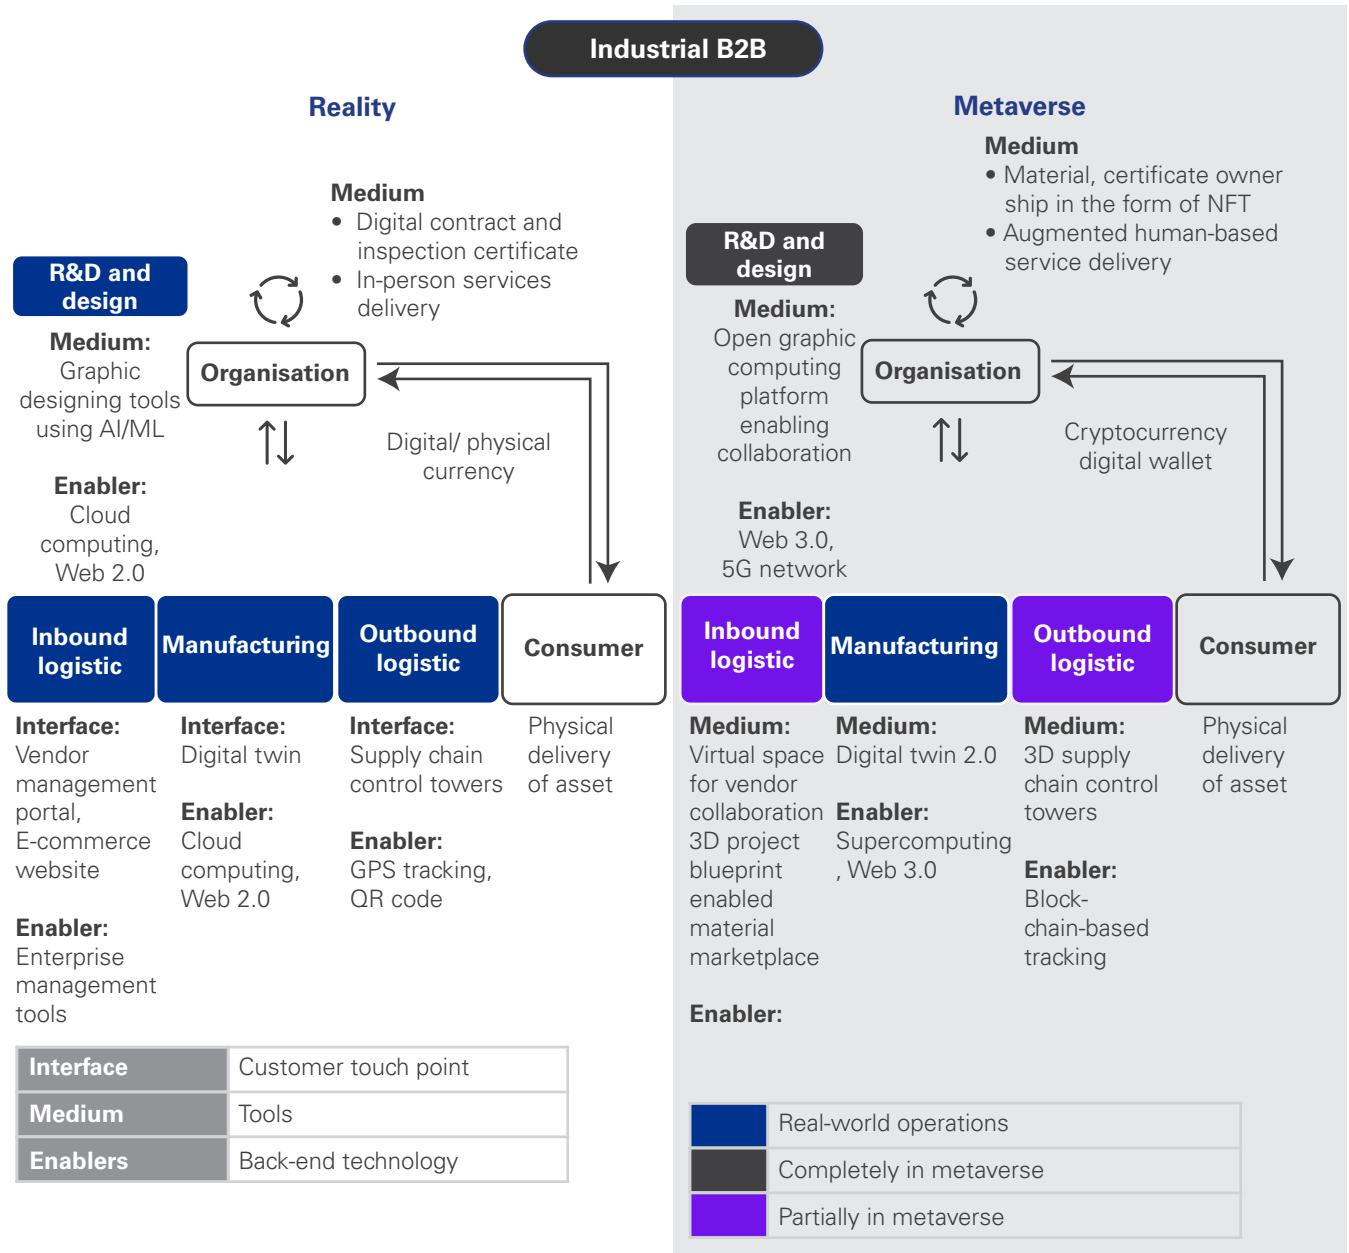 Industrial B2B
Reality
Medium
• Digital contract and
inspection certificate
• In-person services
delivery
R&D and
design
Medium:
Graphic
designing tools
using AI/ML
Enabler:
Cloud
computing,
Web 2.0
Organisation
Digital/ physical
currency
Inbound
logistic
Manufacturing
Outbound
logistic
Consumer
Interface:
Vendor
management
portal,
E-commerce
website
Enabler:
Enterprise
management
tools
Interface:
Digital twin
Enabler:
Cloud
computing,
Web 2.0
Interface:
Supply chain
control towers
Enabler:
GPS tracking,
QR code
Physical
delivery
of asset
Interface Customer touch point
Medium Tools
Enablers Back-end technology
Metaverse
Medium
• Material, certificate owner
ship in the form of NFT
• Augmented human-based
service delivery
R&D and
design
Medium:
Open graphic
computing
platform
enabling
collaboration
Enabler:
Web 3.0,
5G network
Organisation
Cryptocurrency
digital wallet
Inbound
logistic
Manufacturing
Outbound
logistic
Consumer
Medium:
Virtual space
for vendor
collaboration
3D project
blueprint
enabled
material
marketplace
Enabler:
Medium:
Digital twin 2.0
Enabler:
Supercomputing
, Web 3.0
Medium:
3D supply
chain control
towers
Enabler:
Block-
chain-based
tracking
Physical
delivery
of asset
Real-world operations
Completely in metaverse
Partially in metaverse